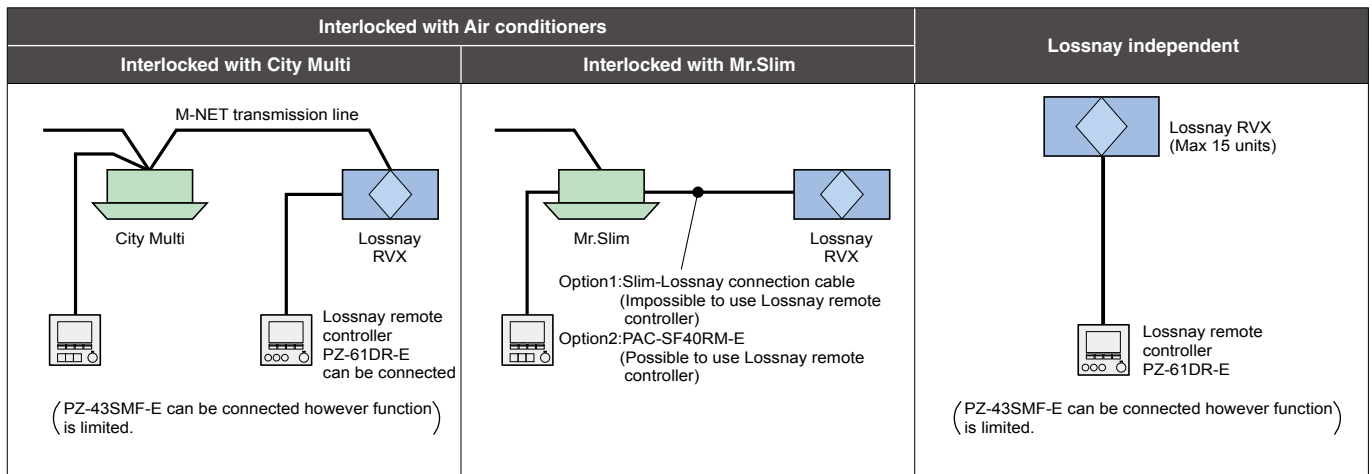 Interlocked with Air conditioners
Lossnay independent
Interlocked with City Multi
Interlocked with Mr.Slim
M-NET transmission line
City Multi
Lossnay
RVX
Lossnay remote
controller
PZ-61DR-E
can be connected
(PZ-43SMF-E can be connected however function
is limited.)
Mr.Slim
Lossnay
RVX
Option1:Slim-Lossnay connection cable
(Impossible to use Lossnay remote
controller)
Option2:PAC-SF40RM-E
(Possible to use Lossnay remote
controller)
Lossnay RVX
(Max 15 units)
Lossnay remote
controller
PZ-61DR-E
(PZ-43SMF-E can be connected however function
is limited.)